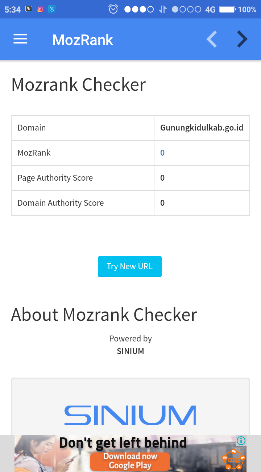 5:34 4G 100%
MozRank
Mozrank Checker
Domain Gunungkidulkab.go.id
MozRank 0
Page Authority Score 0
Domain Authority Score 0
Try New URL
About Mozrank Checker
Powered by
SINIUM
SINIUM
Don't get left behind
Download now
Google Play